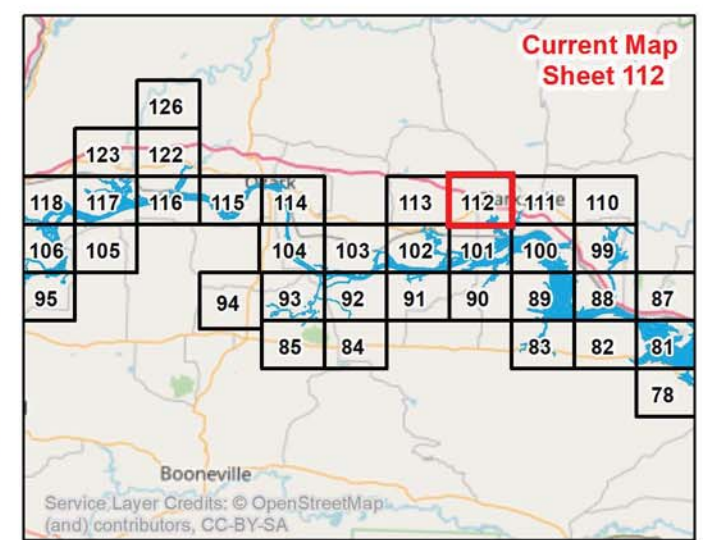 Current Map
Sheet 112
126
123 122
Ozark
118 117 116 115 114 113 112 111 110
106 105 104 103 102 101 100 99
95 94 93 92 91 90 89 88 87
85 84 83 82 81
78
Booneville
Service Layer Credits: © OpenStreetMap
(and) contributors, CC-BY-SA